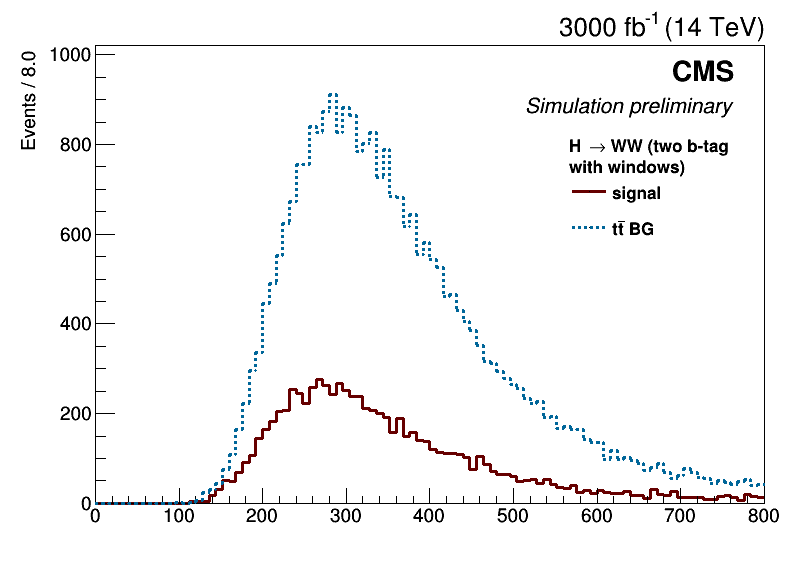 3000 fb⁻¹ (14 TeV)
1000
Events / 8.0
CMS
Simulation preliminary
H → WW (two b-tag
with windows)
signal
tt̄ BG
800
600
400
200
0
0 100 200 300 400 500 600 700 800